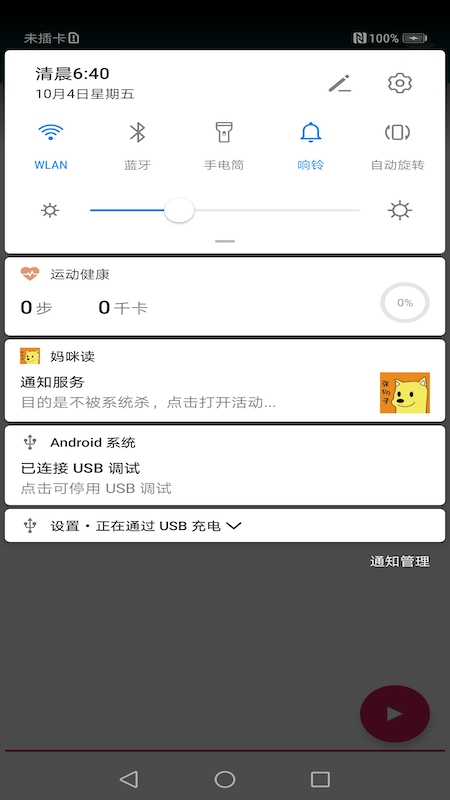 未插卡
100%
清晨6:40
10月4日星期五
WLAN
蓝牙
手电筒
响铃
自动旋转
运动健康
0步 0千卡
0%
妈咪读
通知服务
目的是不被系统杀，点击打开活动...
Android 系统
已连接 USB 调试
点击可停用 USB 调试
设置 · 正在通过 USB 充电
通知管理